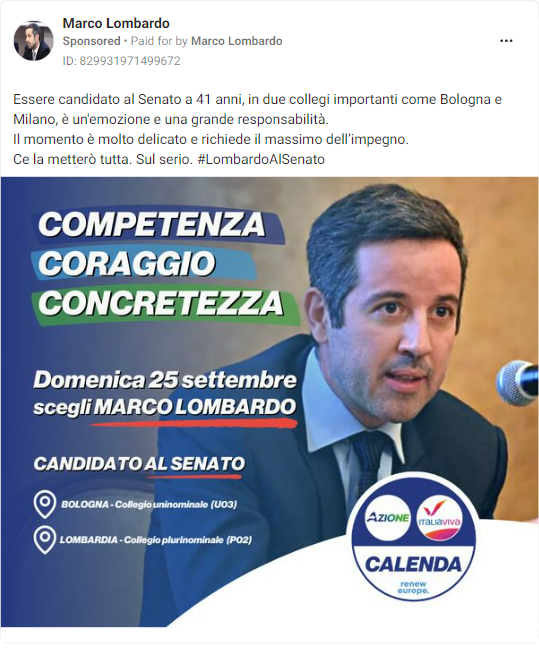 Marco Lombardo
Sponsored • Paid for by Marco Lombardo
ID: 829931971499672
Essere candidato al Senato a 41 anni, in due collegi importanti come Bologna e
Milano, è un'emozione e una grande responsabilità.
Il momento è molto delicato e richiede il massimo dell’impegno.
Ce la metterò tutta. Sul serio. #LombardoAlSenato
COMPETENZA
CORAGGIO
CONCRETEZZA
Domenica 25 settembre
scegli MARCO LOMBARDO
CANDIDATO AL SENATO
BOLOGNA - Collegio uninominale (U03)
LOMBARDIA - Collegio plurinominale (P02)
AZIONE
ITALIAVIVA
CALENDA
renew
europe.